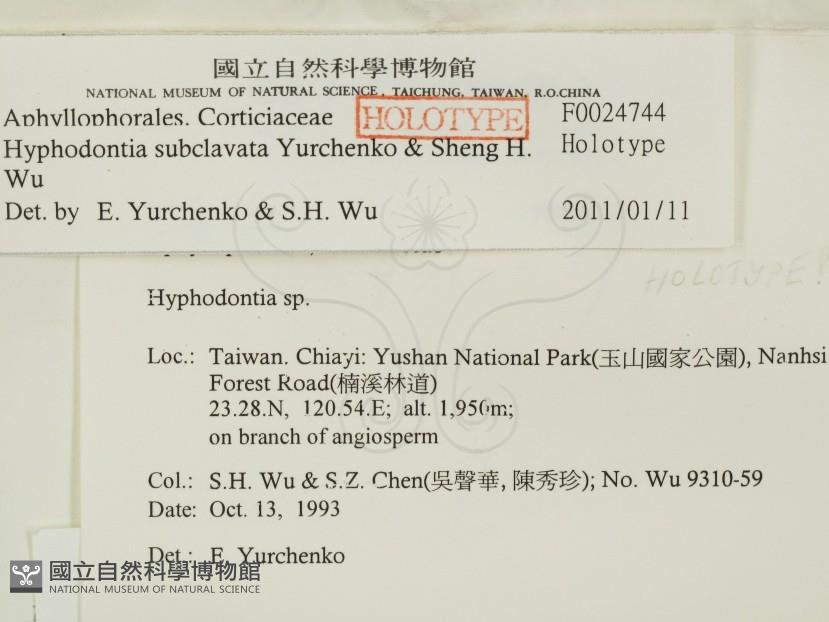 國立自然科學博物館
NATIONAL MUSEUM OF NATURAL SCIENCE, TAICHUNG, TAIWAN, R.O.CHINA
Aphyllophorales. Corticiaceae HOLOTYPE F0024744
Hyphodontia subclavata Yurchenko & Sheng H. Holotype
Wu
Det. by E. Yurchenko & S.H. Wu 2011/01/11
HOLOTYPE!
Hyphodontia sp.
Loc.: Taiwan. Chiayi: Yushan National Park(玉山國家公園), Nanhsi
Forest Road(楠溪林道)
23.28.N, 120.54.E; alt. 1,950m;
on branch of angiosperm
Col.: S.H. Wu & S.Z. Chen(吳聲華, 陳秀珍); No. Wu 9310-59
Date: Oct. 13, 1993
Det.: E. Yurchenko
國立自然科學博物館
NATIONAL MUSEUM OF NATURAL SCIENCE